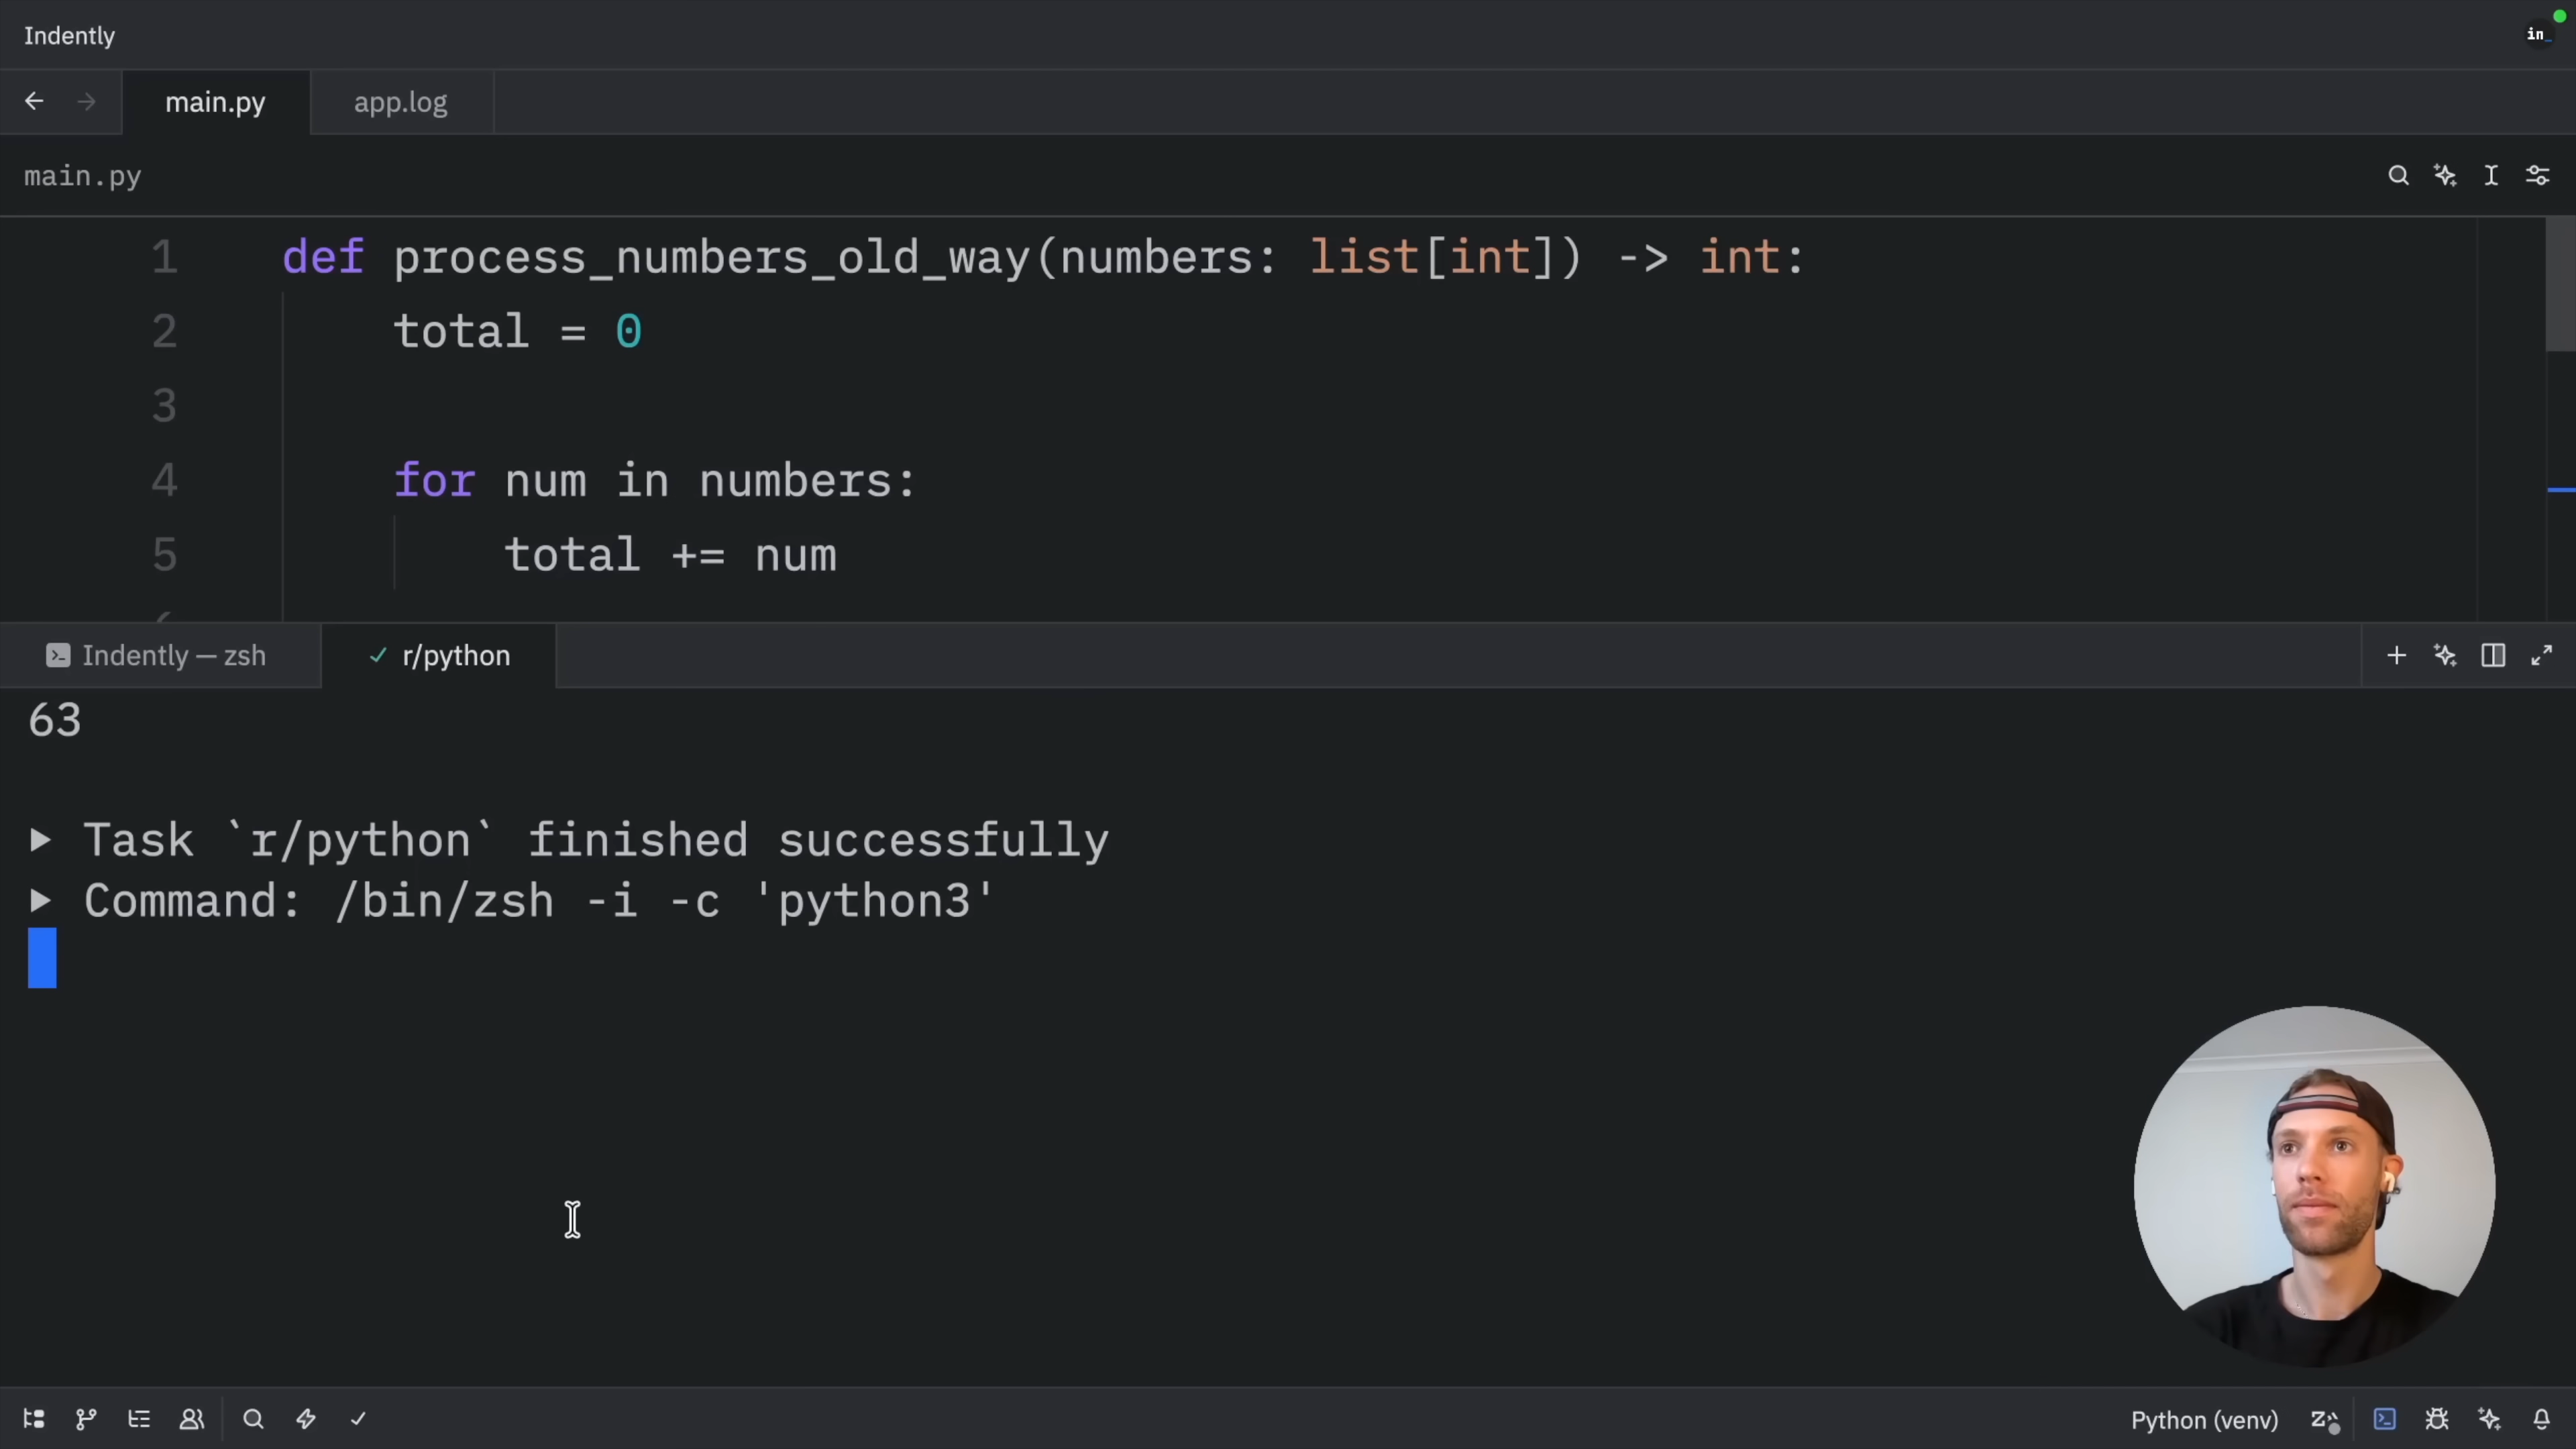 Indently
in_
main.py
app.log
main.py
1 def process_numbers_old_way(numbers: list[int]) -> int:
2 total = 0
3
4 for num in numbers:
5 total += num
Indently — zsh
r/python
63
Task `r/python` finished successfully
Command: /bin/zsh -i -c 'python3'
Python (venv)